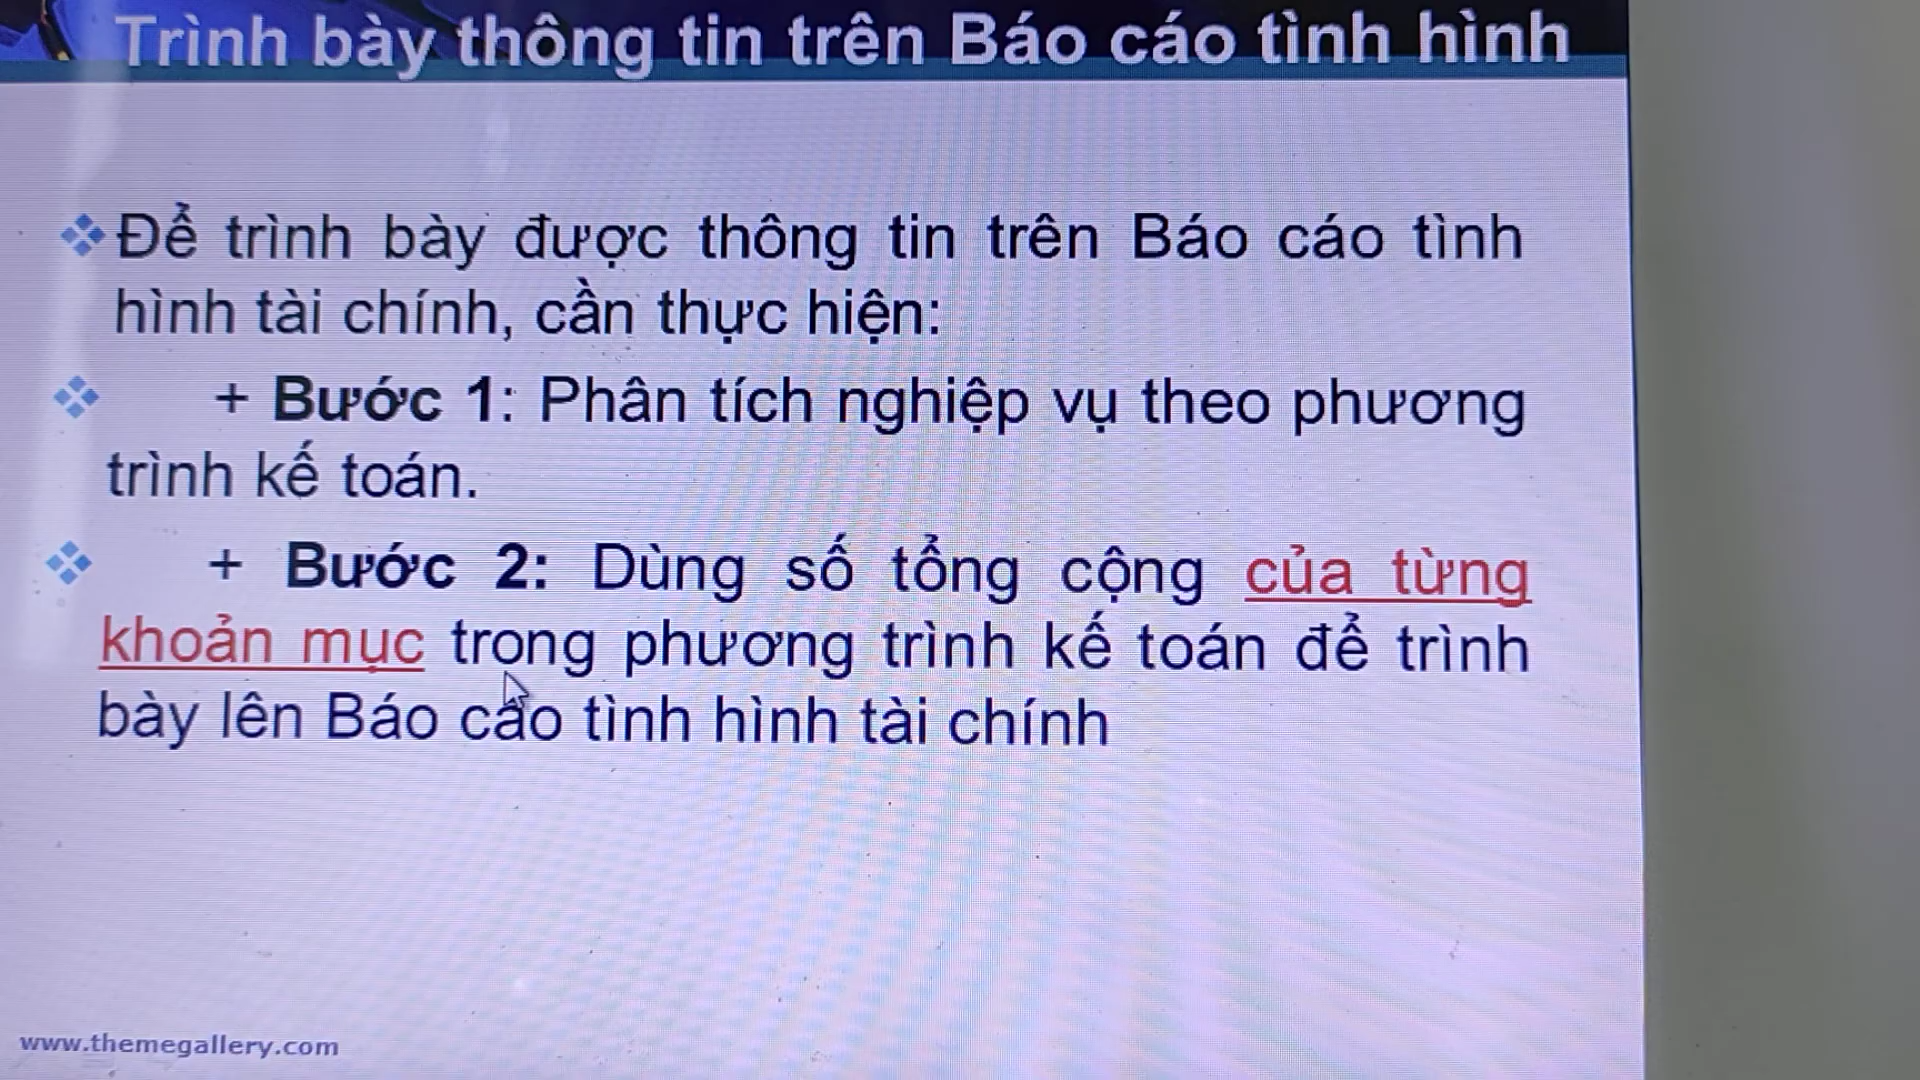 Trình bày thông tin trên Báo cáo tình hình
Để trình bày được thông tin trên Báo cáo tình
hình tài chính, cần thực hiện:
+ Bước 1: Phân tích nghiệp vụ theo phương
trình kế toán.
+ Bước 2: Dùng số tổng cộng của từng
khoản mục trong phương trình kế toán để trình
bày lên Báo cáo tình hình tài chính
www.themegallery.com